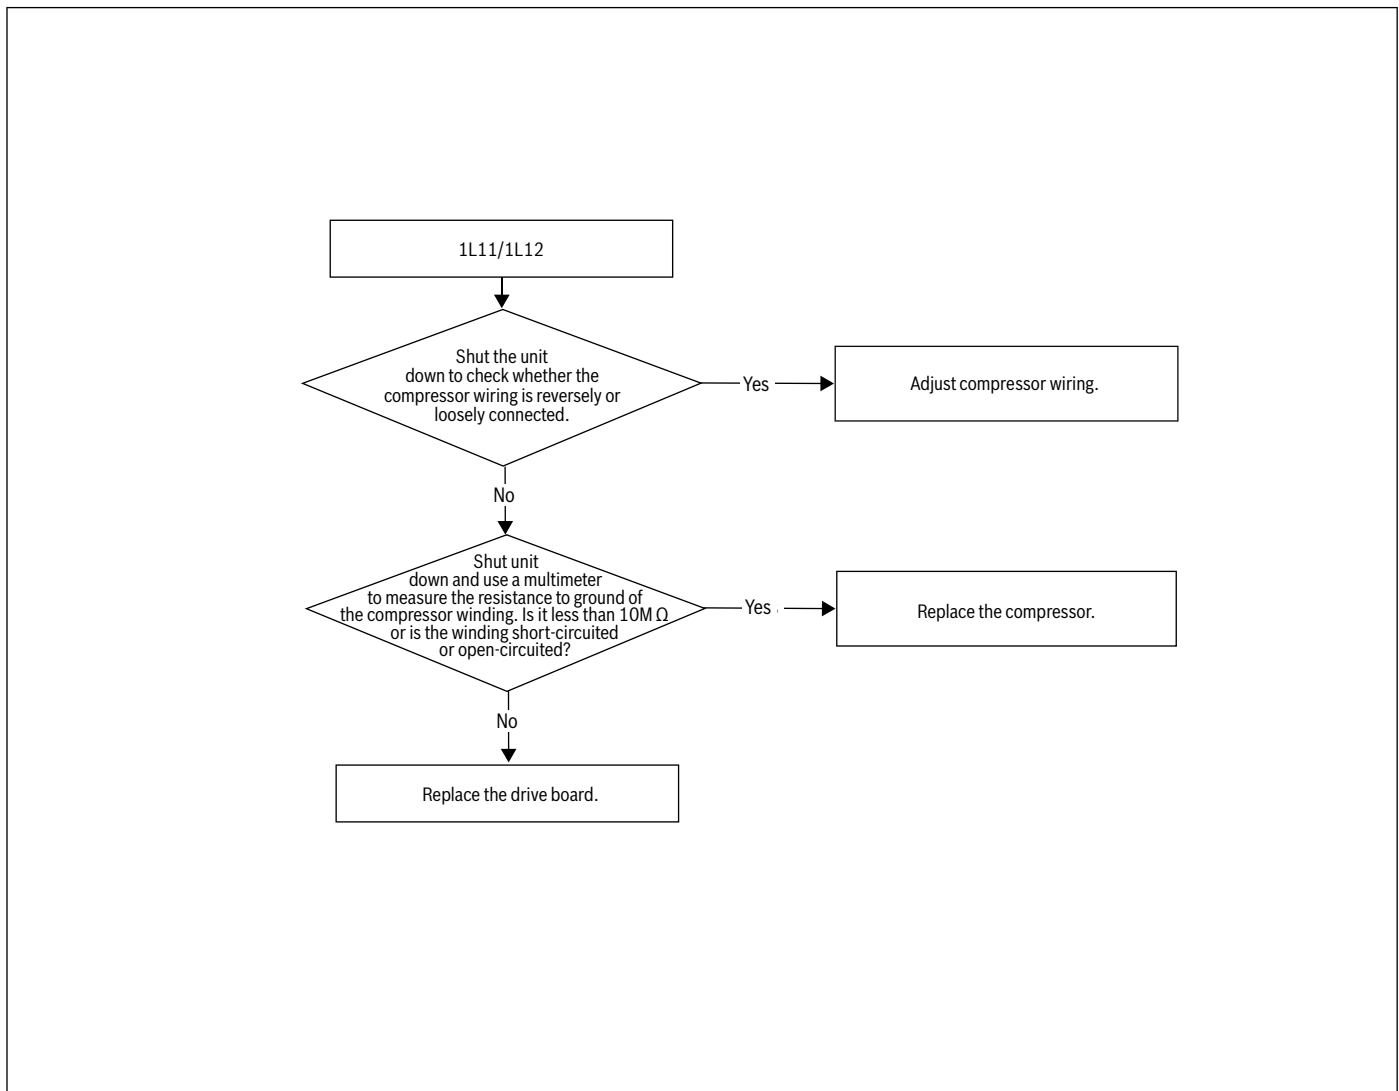 1L11/1L12
Shut the unit
down to check whether the
compressor wiring is reversely or
loosely connected.
Yes
Adjust compressor wiring.
No
Shut unit
down and use a multimeter
to measure the resistance to ground of
the compressor winding. Is it less than 10M Ω
or is the winding short-circuited
or open-circuited?
Yes
Replace the compressor.
No
Replace the drive board.